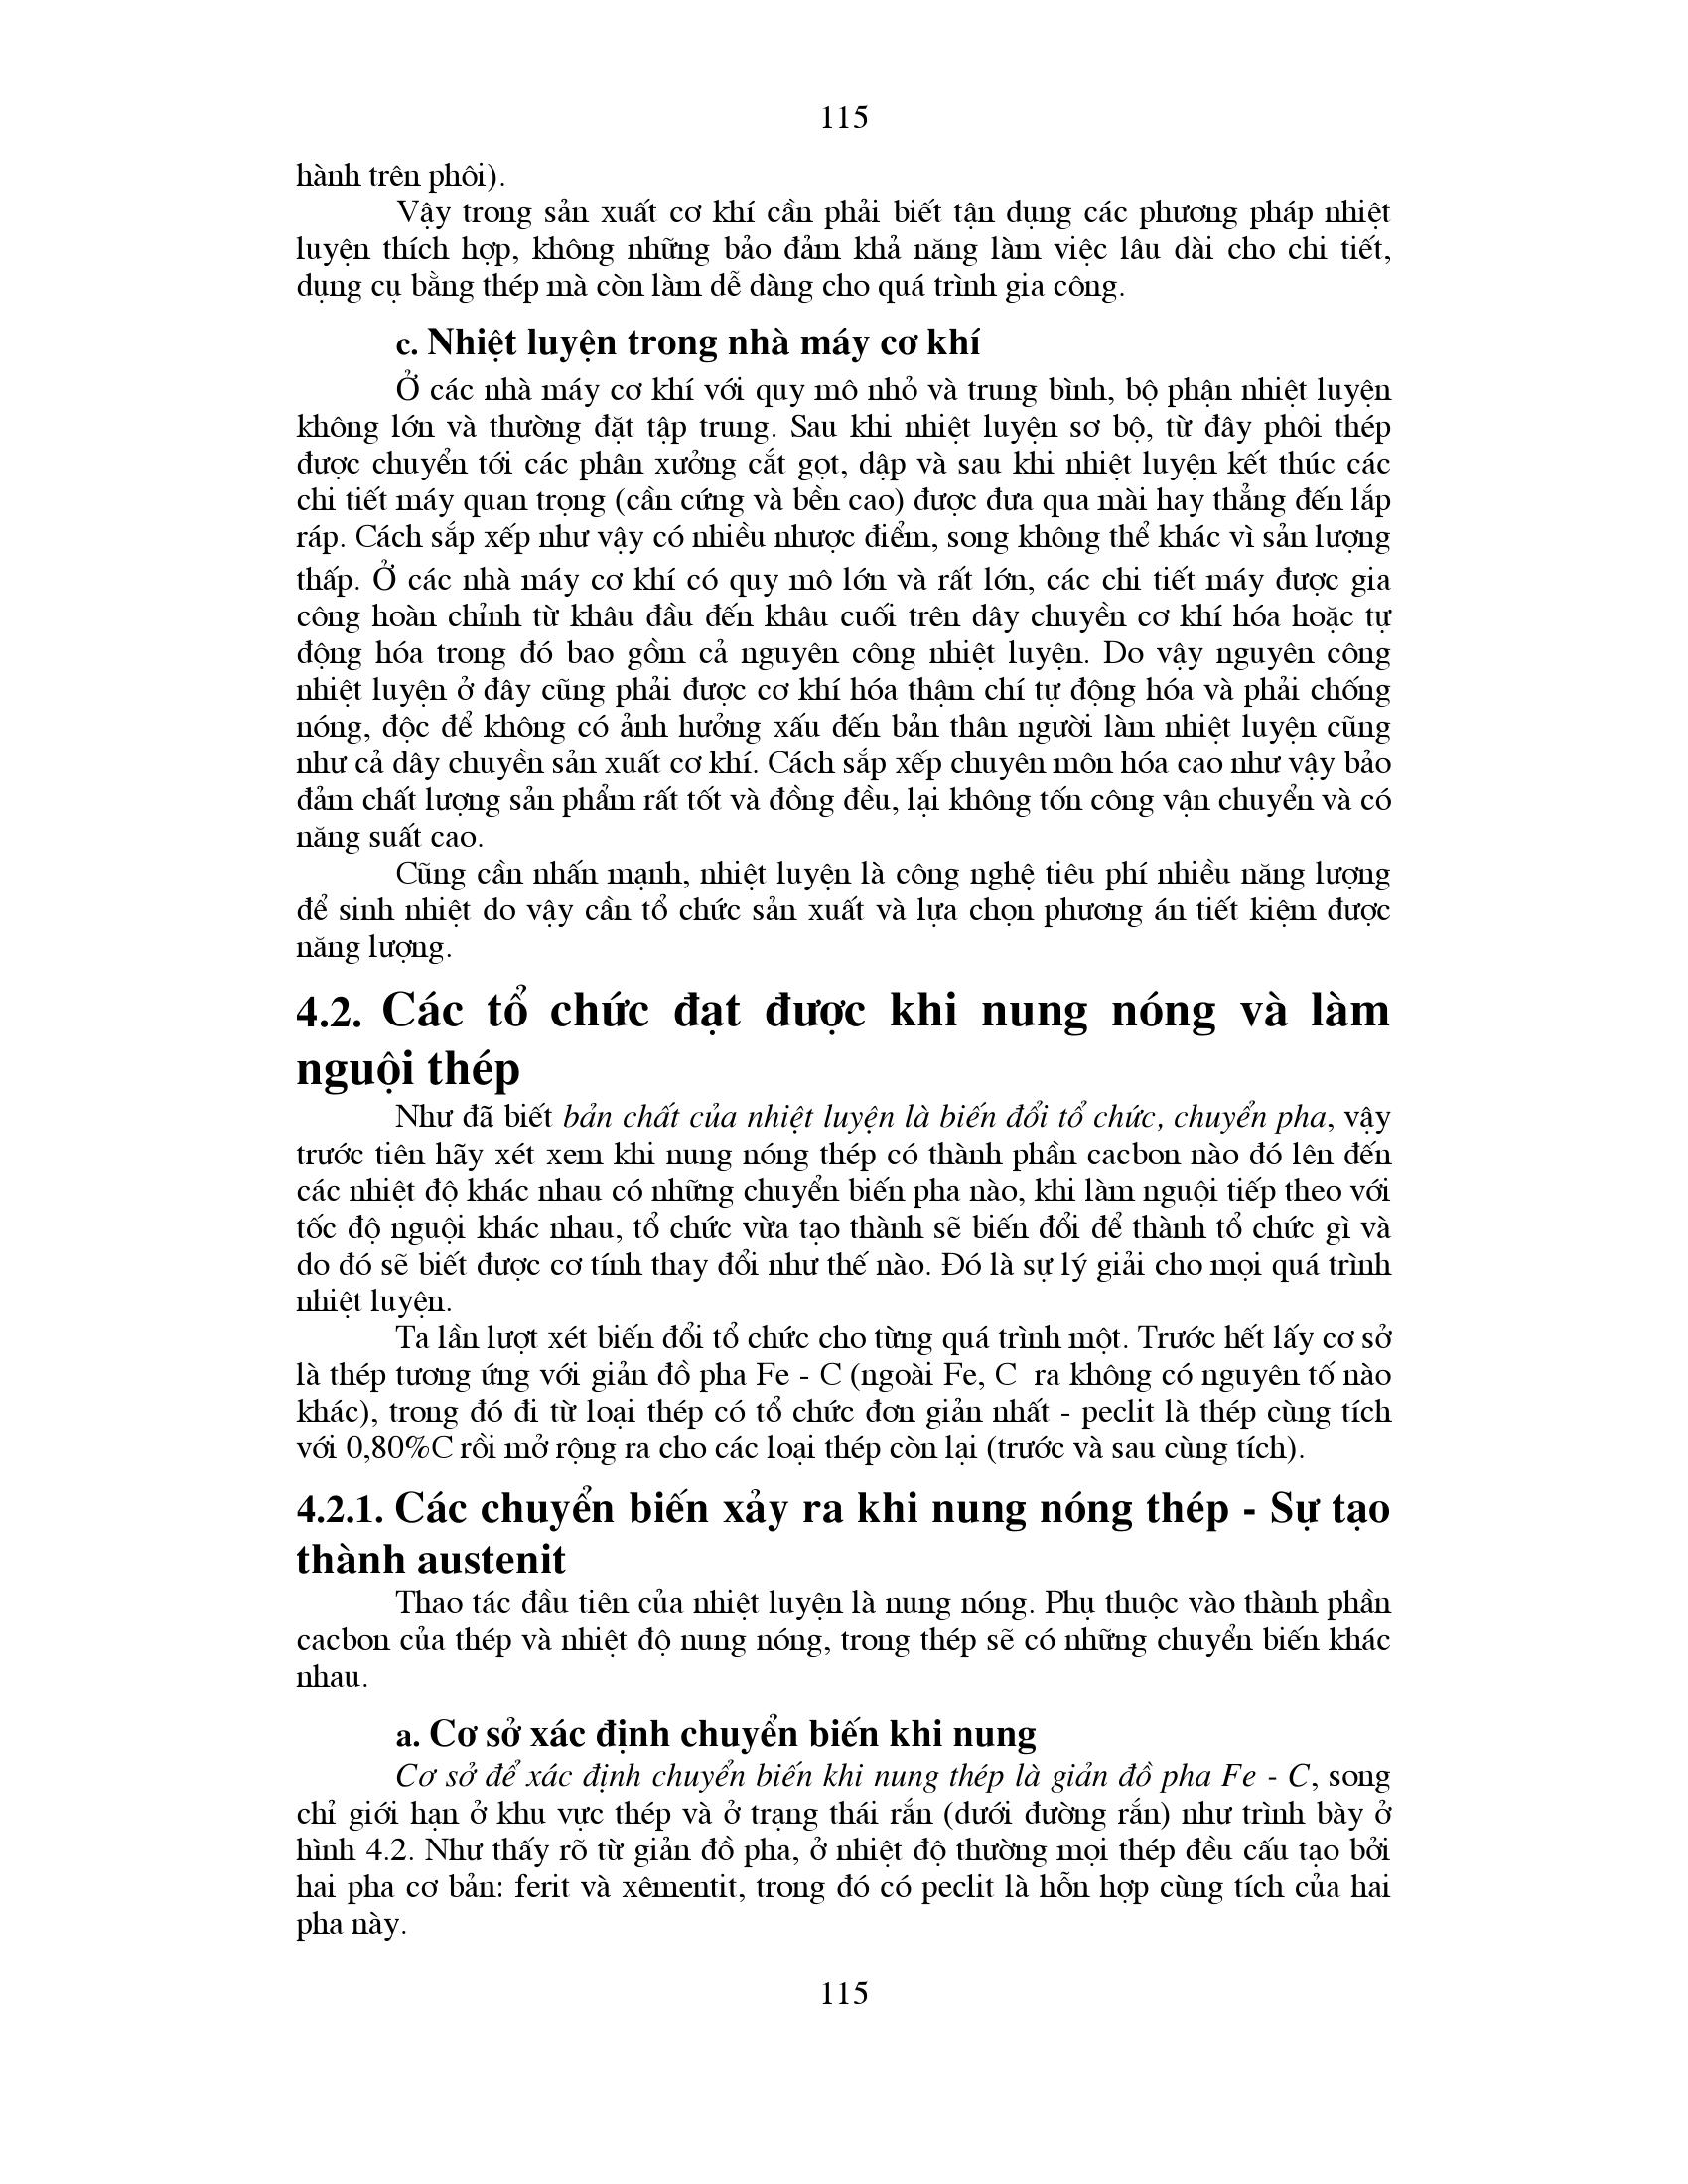 115
hành trên phôi).
Vậy trong sản xuất cơ khí cần phải biết tận dụng các phương pháp nhiệt
luyện thích hợp, không những bảo đảm khả năng làm việc lâu dài cho chi tiết,
dụng cụ bằng thép mà còn làm dễ dàng cho quá trình gia công.
c. Nhiệt luyện trong nhà máy cơ khí
Ở các nhà máy cơ khí với quy mô nhỏ và trung bình, bộ phận nhiệt luyện
không lớn và thường đặt tập trung. Sau khi nhiệt luyện sơ bộ, từ đây phôi thép
được chuyển tới các phân xưởng cắt gọt, dập và sau khi nhiệt luyện kết thúc các
chi tiết máy quan trọng (cần cứng và bền cao) được đưa qua mài hay thẳng đến lắp
ráp. Cách sắp xếp như vậy có nhiều nhược điểm, song không thể khác vì sản lượng
thấp. Ở các nhà máy cơ khí có quy mô lớn và rất lớn, các chi tiết máy được gia
công hoàn chỉnh từ khâu đầu đến khâu cuối trên dây chuyền cơ khí hóa hoặc tự
động hóa trong đó bao gồm cả nguyên công nhiệt luyện. Do vậy nguyên công
nhiệt luyện ở đây cũng phải được cơ khí hóa thậm chí tự động hóa và phải chống
nóng, độc để không có ảnh hưởng xấu đến bản thân người làm nhiệt luyện cũng
như cả dây chuyền sản xuất cơ khí. Cách sắp xếp chuyên môn hóa cao như vậy bảo
đảm chất lượng sản phẩm rất tốt và đồng đều, lại không tốn công vận chuyển và có
năng suất cao.
Cũng cần nhấn mạnh, nhiệt luyện là công nghệ tiêu phí nhiều năng lượng
để sinh nhiệt do vậy cần tổ chức sản xuất và lựa chọn phương án tiết kiệm được
năng lượng.
4.2. Các tổ chức đạt được khi nung nóng và làm
nguội thép
Như đã biết bản chất của nhiệt luyện là biến đổi tổ chức, chuyển pha, vậy
trước tiên hãy xét xem khi nung nóng thép có thành phần cacbon nào đó lên đến
các nhiệt độ khác nhau có những chuyển biến pha nào, khi làm nguội tiếp theo với
tốc độ nguội khác nhau, tổ chức vừa tạo thành sẽ biến đổi để thành tổ chức gì và
do đó sẽ biết được cơ tính thay đổi như thế nào. Đó là sự lý giải cho mọi quá trình
nhiệt luyện.
Ta lần lượt xét biến đổi tổ chức cho từng quá trình một. Trước hết lấy cơ sở
là thép tương ứng với giản đồ pha Fe - C (ngoài Fe, C ra không có nguyên tố nào
khác), trong đó đi từ loại thép có tổ chức đơn giản nhất - peclit là thép cùng tích
với 0,80%C rồi mở rộng ra cho các loại thép còn lại (trước và sau cùng tích).
4.2.1. Các chuyển biến xảy ra khi nung nóng thép - Sự tạo
thành austenit
Thao tác đầu tiên của nhiệt luyện là nung nóng. Phụ thuộc vào thành phần
cacbon của thép và nhiệt độ nung nóng, trong thép sẽ có những chuyển biến khác
nhau.
a. Cơ sở xác định chuyển biến khi nung
Cơ sở để xác định chuyển biến khi nung thép là giản đồ pha Fe - C, song
chỉ giới hạn ở khu vực thép và ở trạng thái rắn (dưới đường rắn) như trình bày ở
hình 4.2. Như thấy rõ từ giản đồ pha, ở nhiệt độ thường mọi thép đều cấu tạo bởi
hai pha cơ bản: ferit và xêmentit, trong đó có peclit là hỗn hợp cùng tích của hai
pha này.
115